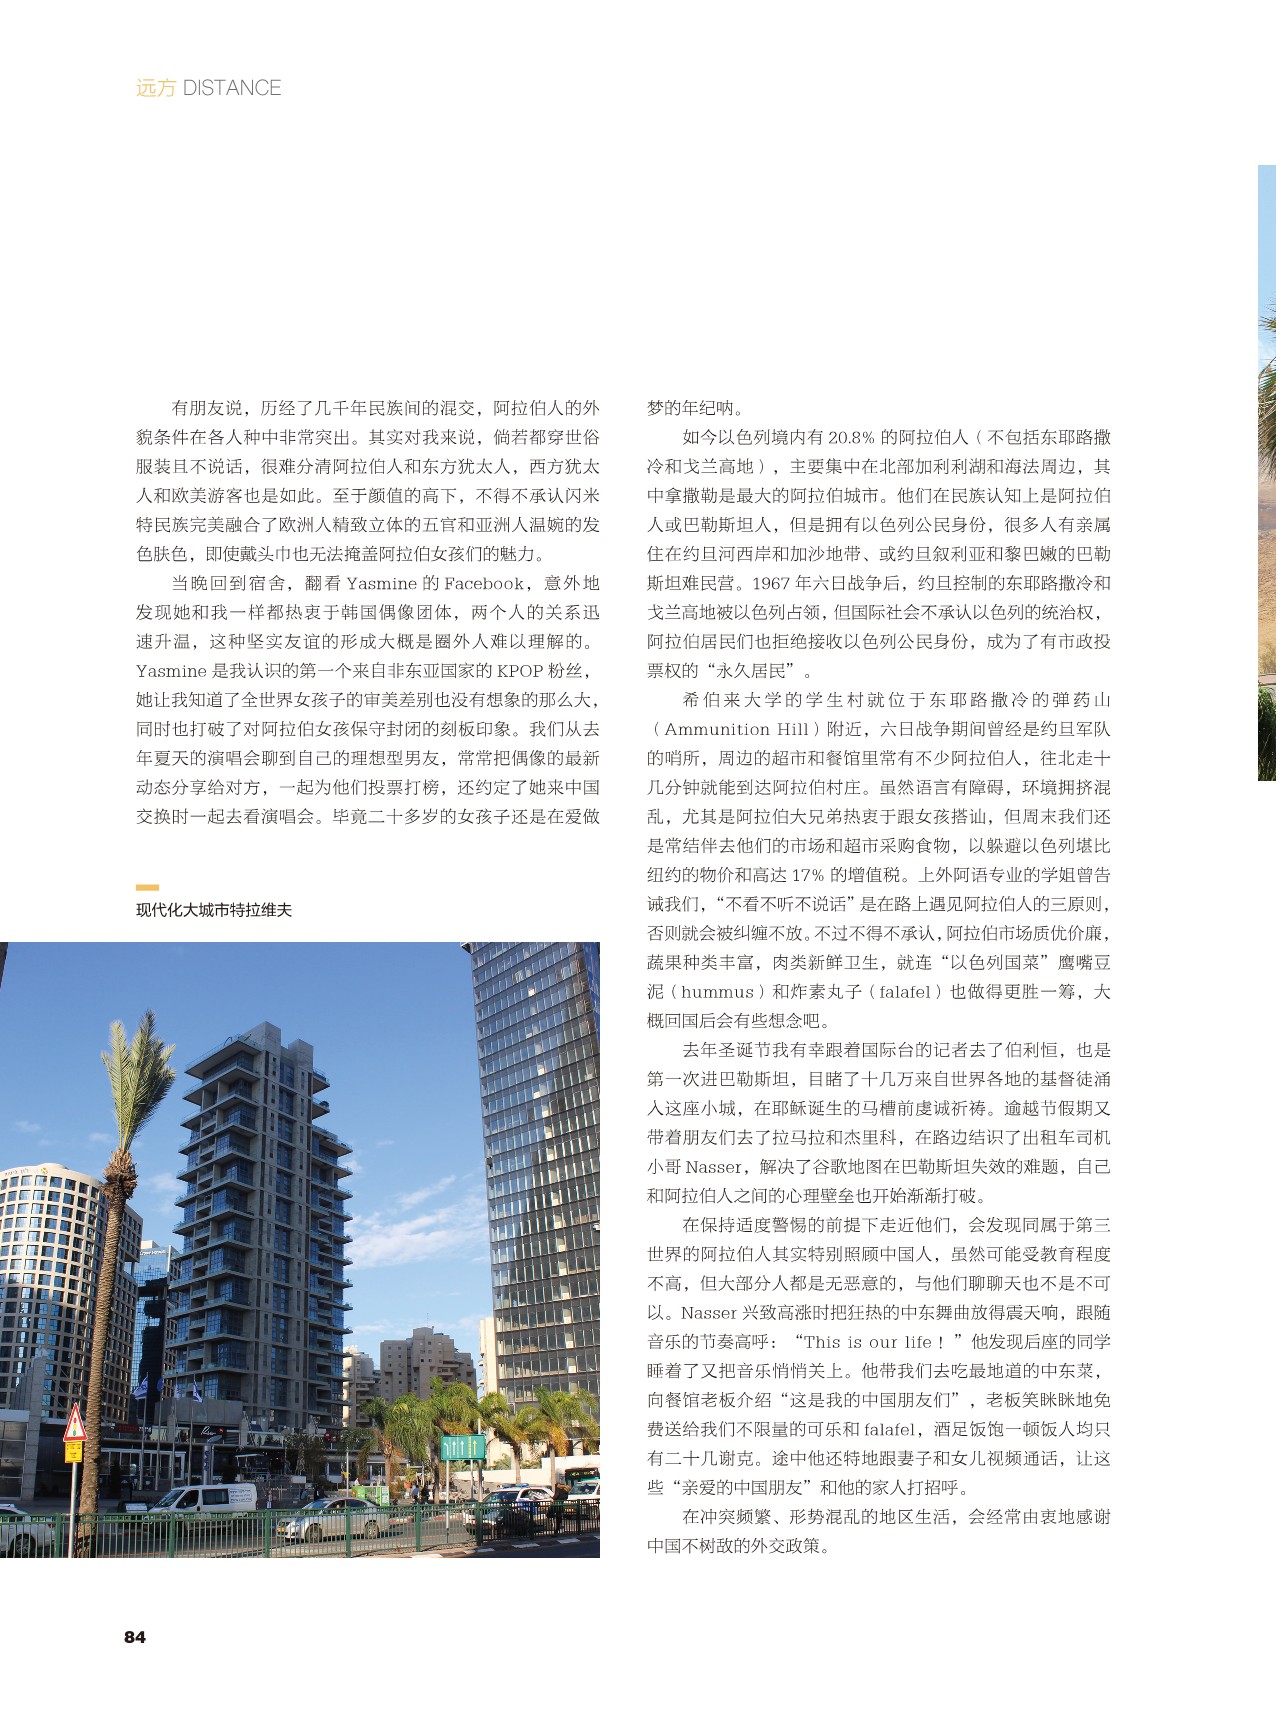 远方 DISTANCE
有朋友说，历经了几千年民族间的混交，阿拉伯人的外
貌条件在各人种中非常突出。其实对我来说，倘若都穿世俗
服装且不说话，很难分清阿拉伯人和东方犹太人，西方犹太
人和欧美游客也是如此。至于颜值的高下，不得不承认闪米
特民族完美融合了欧洲人精致立体的五官和亚洲人温婉的发
色肤色，即使戴头巾也无法掩盖阿拉伯女孩们的魅力。
当晚回到宿舍，翻看 Yasmine 的 Facebook，意外地
发现她和我一样都热衷于韩国偶像团体，两个人的关系迅
速升温，这种坚实友谊的形成大概是圈外人难以理解的。
Yasmine 是我认识的第一个来自非东亚国家的 KPOP 粉丝，
她让我知道了全世界女孩子的审美差别也没有想象的那么大，
同时也打破了对阿拉伯女孩保守封闭的刻板印象。我们从去
年夏天的演唱会聊到自己的理想型男友，常常把偶像的最新
动态分享给对方，一起为他们投票打榜，还约定了她来中国
交换时一起去看演唱会。毕竟二十多岁的女孩子还是在爱做
现代化大城市特拉维夫
梦的年纪呐。
如今以色列境内有 20.8% 的阿拉伯人（不包括东耶路撒
冷和戈兰高地），主要集中在北部加利利湖和海法周边，其
中拿撒勒是最大的阿拉伯城市。他们在民族认知上是阿拉伯
人或巴勒斯坦人，但是拥有以色列公民身份，很多人有亲属
住在约旦河西岸和加沙地带、或约旦叙利亚和黎巴嫩的巴勒
斯坦难民营。1967 年六日战争后，约旦控制的东耶路撒冷和
戈兰高地被以色列占领，但国际社会不承认以色列的统治权，
阿拉伯居民们也拒绝接收以色列公民身份，成为了有市政投
票权的“永久居民”。
希伯来大学的学生村就位于东耶路撒冷的弹药山
（Ammunition Hill）附近，六日战争期间曾经是约旦军队
的哨所，周边的超市和餐馆里常有不少阿拉伯人，往北走十
几分钟就能到达阿拉伯村庄。虽然语言有障碍，环境拥挤混
乱，尤其是阿拉伯大兄弟热衷于跟女孩搭讪，但周末我们还
是常结伴去他们的市场和超市采购食物，以躲避以色列堪比
纽约的物价和高达 17% 的增值税。上外阿语专业的学姐曾告
诫我们，“不看不听不说话”是在路上遇见阿拉伯人的三原则，
否则就会被纠缠不放。不过不得不承认，阿拉伯市场质优价廉，
蔬果种类丰富，肉类新鲜卫生，就连“以色列国菜”鹰嘴豆
泥（hummus）和炸素丸子（falafel）也做得更胜一筹，大
概回国后会有些想念吧。
去年圣诞节我有幸跟着国际台的记者去了伯利恒，也是
第一次进巴勒斯坦，目睹了十几万来自世界各地的基督徒涌
入这座小城，在耶稣诞生的马槽前虔诚祈祷。逾越节假期又
带着朋友们去了拉马拉和杰里科，在路边结识了出租车司机
小哥 Nasser，解决了谷歌地图在巴勒斯坦失效的难题，自己
和阿拉伯人之间的心理壁垒也开始渐渐打破。
在保持适度警惕的前提下走近他们，会发现同属于第三
世界的阿拉伯人其实特别照顾中国人，虽然可能受教育程度
不高，但大部分人都是无恶意的，与他们聊聊天也不是不可
以。Nasser 兴致高涨时把狂热的中东舞曲放得震天响，跟随
音乐的节奏高呼：“This is our life！”他发现后座的同学
睡着了又把音乐悄悄关上。他带我们去吃最地道的中东菜，
向餐馆老板介绍“这是我的中国朋友们”，老板笑眯眯地免
费送给我们不限量的可乐和 falafel，酒足饭饱一顿饭人均只
有二十几谢克。途中他还特地跟妻子和女儿视频通话，让这
些“亲爱的中国朋友”和他的家人打招呼。
在冲突频繁、形势混乱的地区生活，会经常由衷地感谢
中国不树敌的外交政策。
84